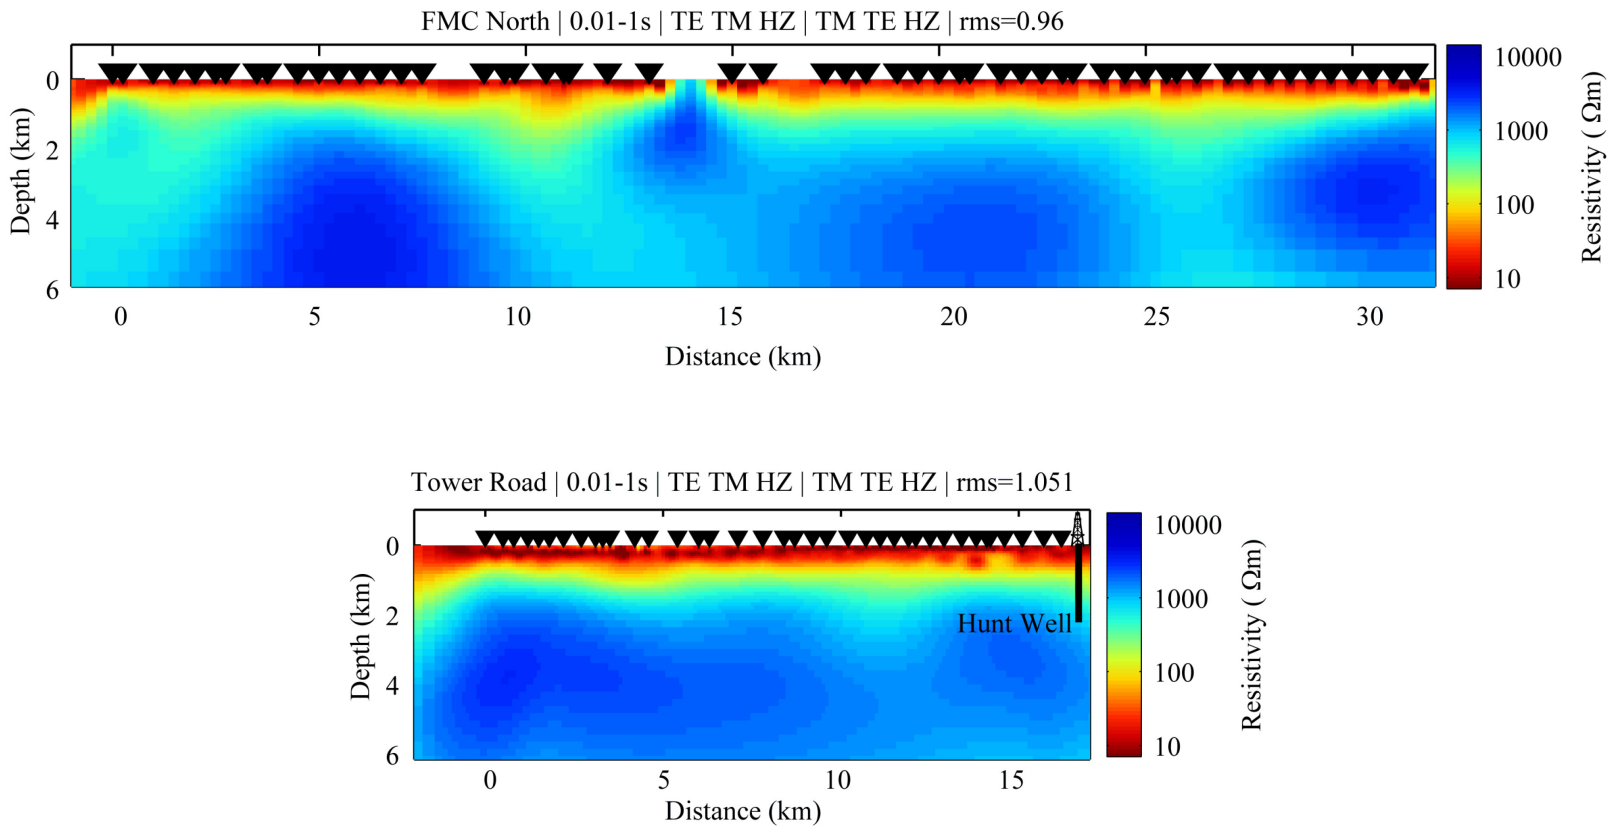 FMC North | 0.01-1s | TE TM HZ | TM TE HZ | rms=0.96
0
2
4
6
Depth (km)
0 5 10 15 20 25 30
Distance (km)
10000
1000
100
10
Resistivity ( Ωm)
Tower Road | 0.01-1s | TE TM HZ | TM TE HZ | rms=1.051
0
2
4
6
Depth (km)
Hunt Well
0 5 10 15
Distance (km)
10000
1000
100
10
Resistivity ( Ωm)